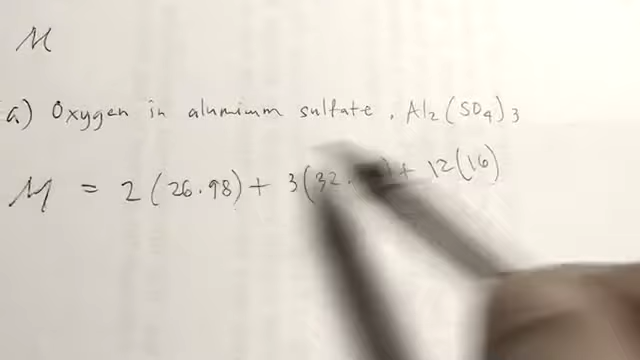 M
a) Oxygen in aluminum sulfate, Al₂(SO₄)₃
M = 2(26.98) + 3(32. ) + 12(16)